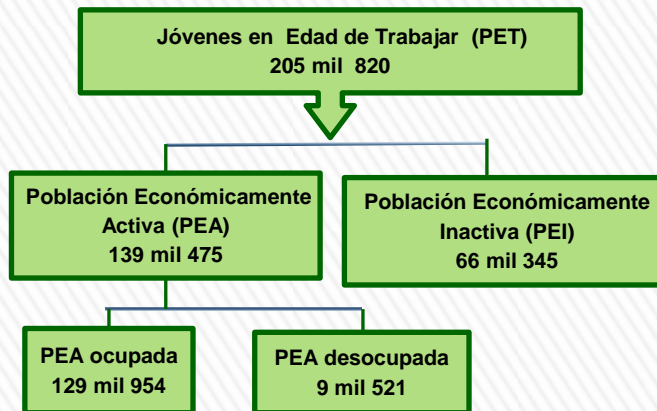 Jóvenes en Edad de Trabajar (PET)
205 mil 820
Población Económicamente
Activa (PEA)
139 mil 475
Población Económicamente
Inactiva (PEI)
66 mil 345
PEA ocupada
129 mil 954
PEA desocupada
9 mil 521